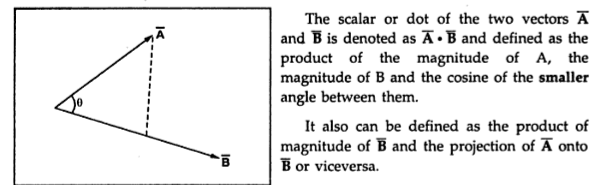 A̅
θ
B̅
The scalar or dot of the two vectors A̅
and B̅ is denoted as A̅ • B̅ and defined as the
product of the magnitude of A, the
magnitude of B and the cosine of the smaller
angle between them.
It also can be defined as the product of
magnitude of B̅ and the projection of A̅ onto
B̅ or viceversa.